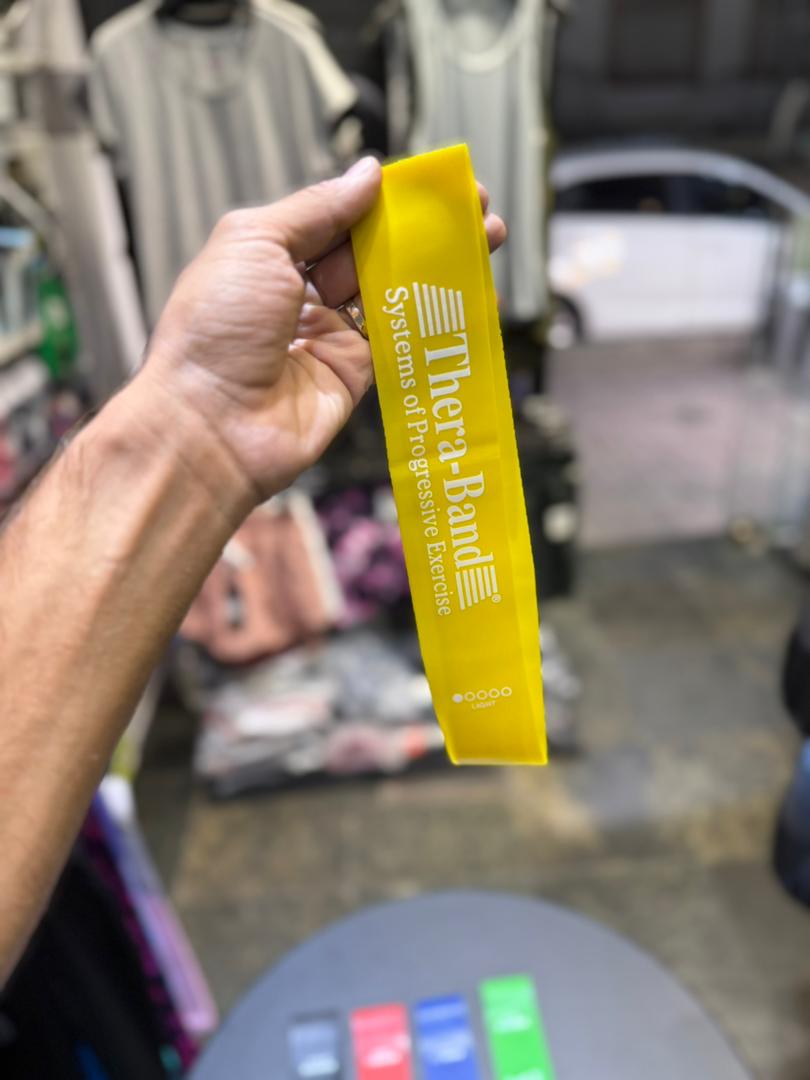 Thera-Band®
Systems of Progressive Exercise
LIGHT